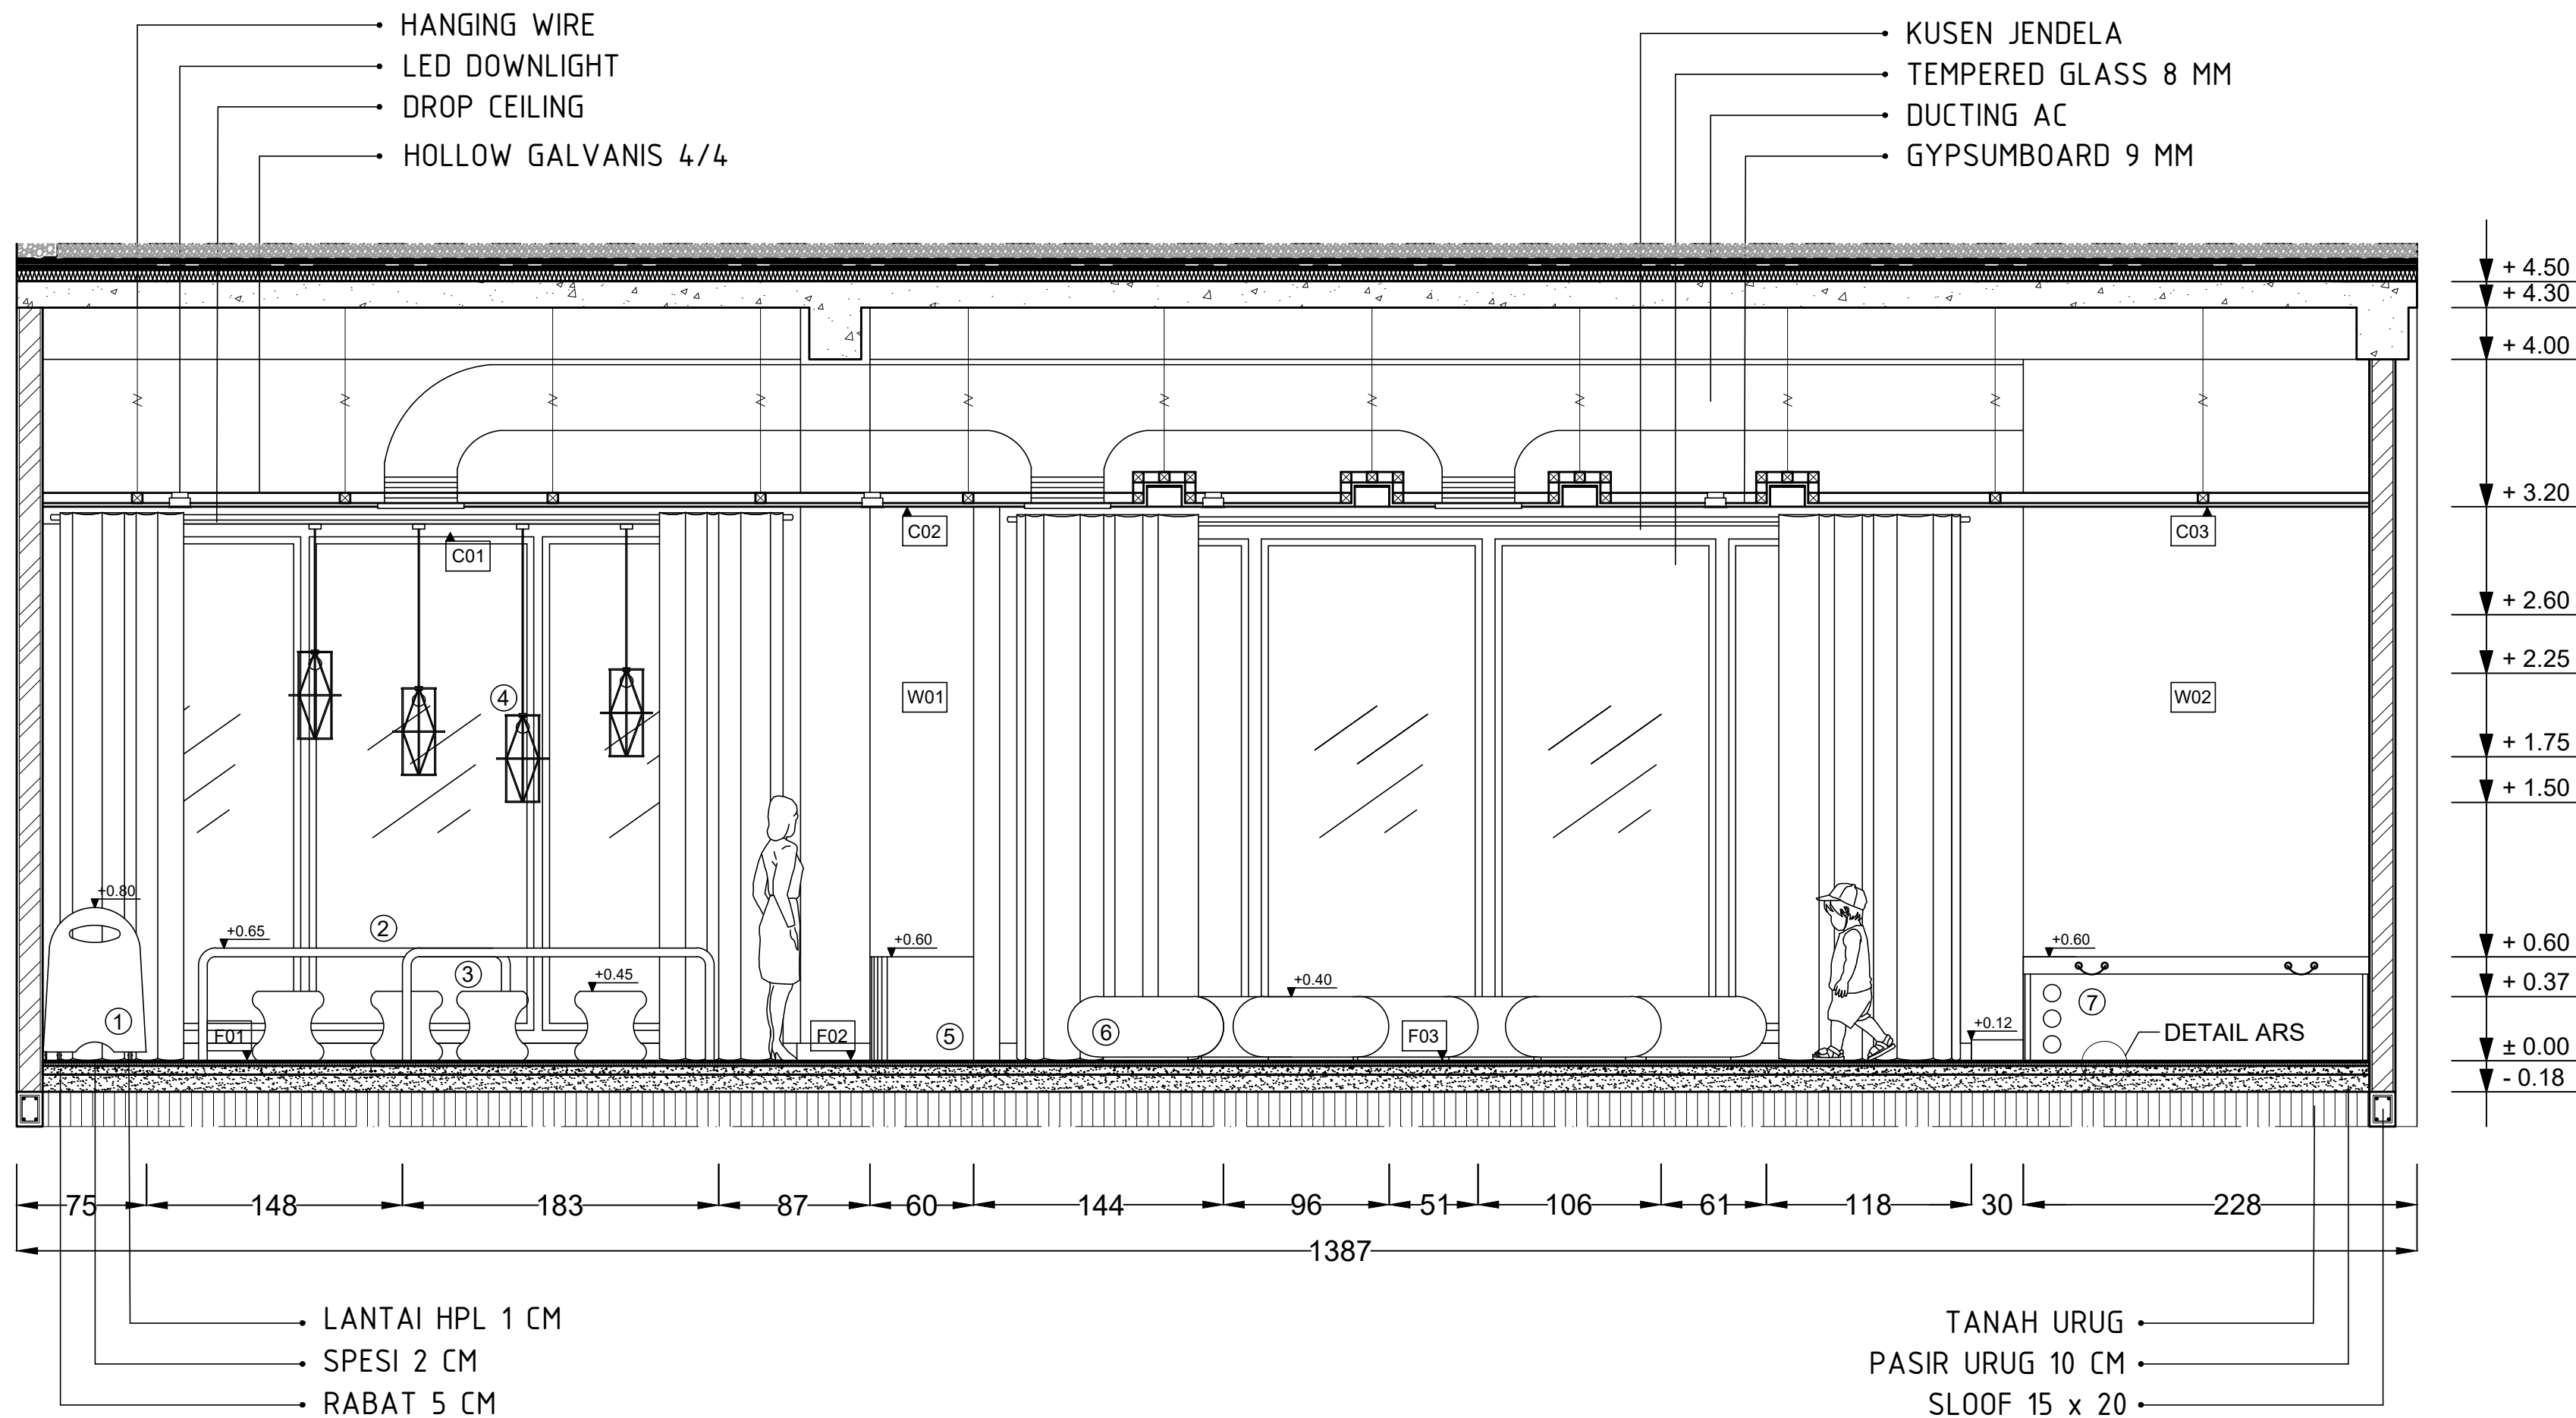 HANGING WIRE
LED DOWNLIGHT
DROP CEILING
HOLLOW GALVANIS 4/4
KUSEN JENDELA
TEMPERED GLASS 8 MM
DUCTING AC
GYPSUMBOARD 9 MM
+ 4.50
+ 4.30
+ 4.00
+ 3.20
+ 2.60
+ 2.25
+ 1.75
+ 1.50
+ 0.60
+ 0.37
± 0.00
- 0.18
C01
C02
C03
4
W01
W02
+0.80
+0.65
2
3
+0.45
+0.60
+0.40
+0.12
+0.60
1
F01
F02
5
6
F03
7
DETAIL ARS
75
148
183
87
60
144
96
51
106
61
118
30
228
1387
LANTAI HPL 1 CM
SPESI 2 CM
RABAT 5 CM
TANAH URUG
PASIR URUG 10 CM
SLOOF 15 x 20